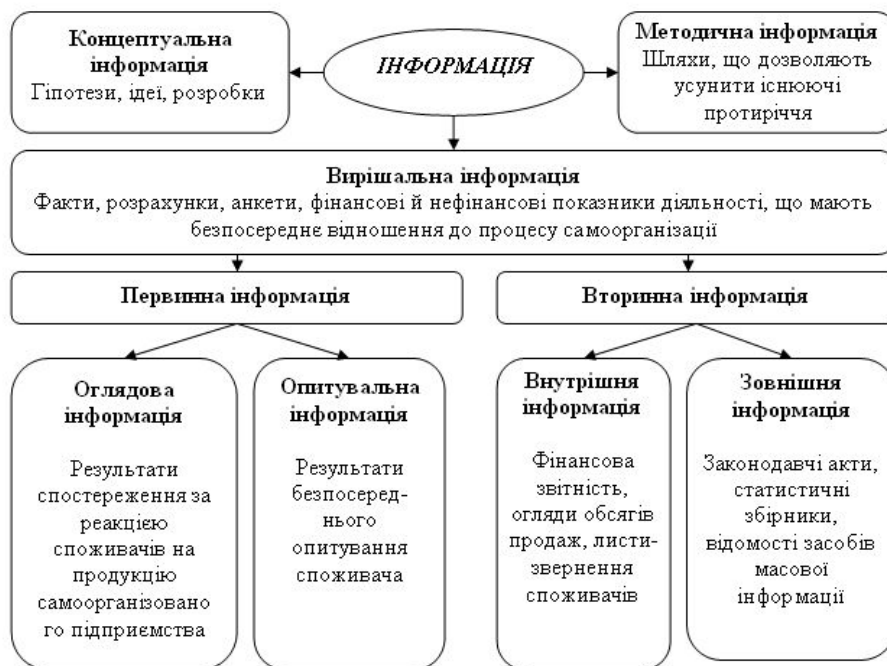 Концептуальна
інформація
Гіпотези, ідеї, розробки
ІНФОРМАЦІЯ
Методична інформація
Шляхи, що дозволяють
усунити існуючі
протиріччя
Вирішальна інформація
Факти, розрахунки, анкети, фінансові й нефінансові показники діяльності, що мають
безпосереднє відношення до процесу самоорганізації
Первинна інформація
Вторинна інформація
Оглядова
інформація
Результати
спостереження за
реакцією
споживачів на
продукцію
самоорганізовано
го підприємства
Опитувальна
інформація
Результати
безпосеред-
нього
опитування
споживача
Внутрішня
інформація
Фінансова
звітність,
огляди обсягів
продаж, листи-
звернення
споживачів
Зовнішня
інформація
Законодавчі акти,
статистичні
збірники,
відомості засобів
масової
інформації